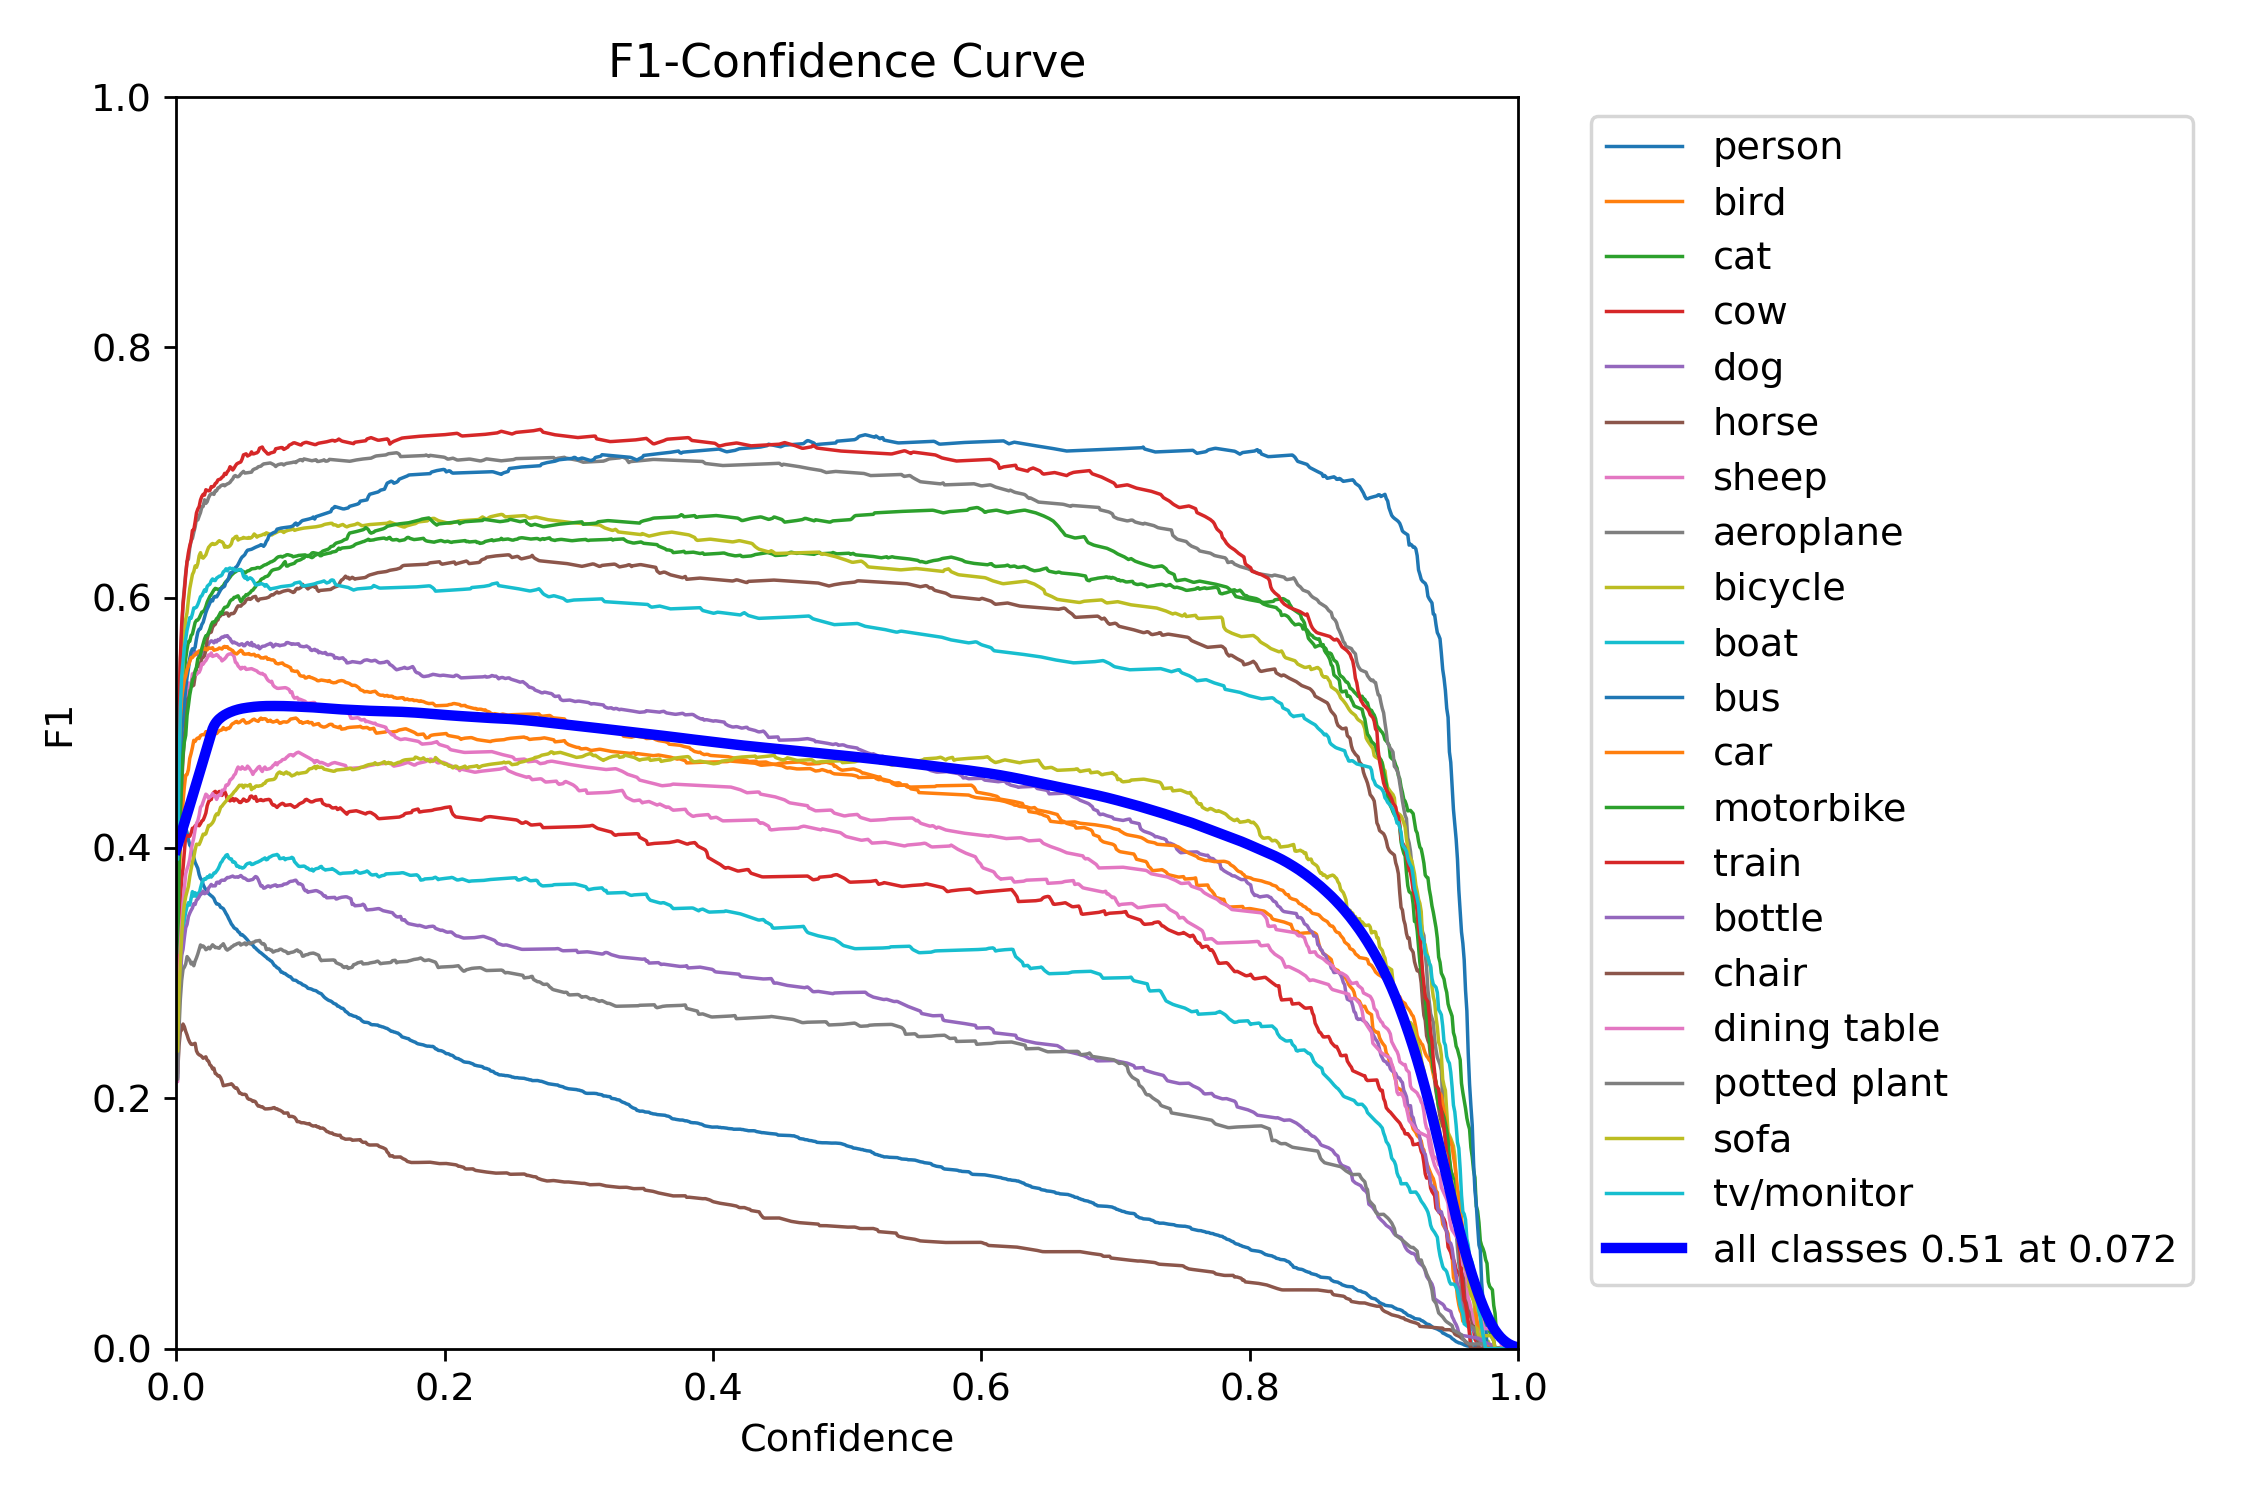 F1-Confidence Curve
1.0
0.8
0.6
0.4
0.2
0.0
F1
0.0 0.2 0.4 0.6 0.8 1.0
Confidence
person
bird
cat
cow
dog
horse
sheep
aeroplane
bicycle
boat
bus
car
motorbike
train
bottle
chair
dining table
potted plant
sofa
tv/monitor
all classes 0.51 at 0.072